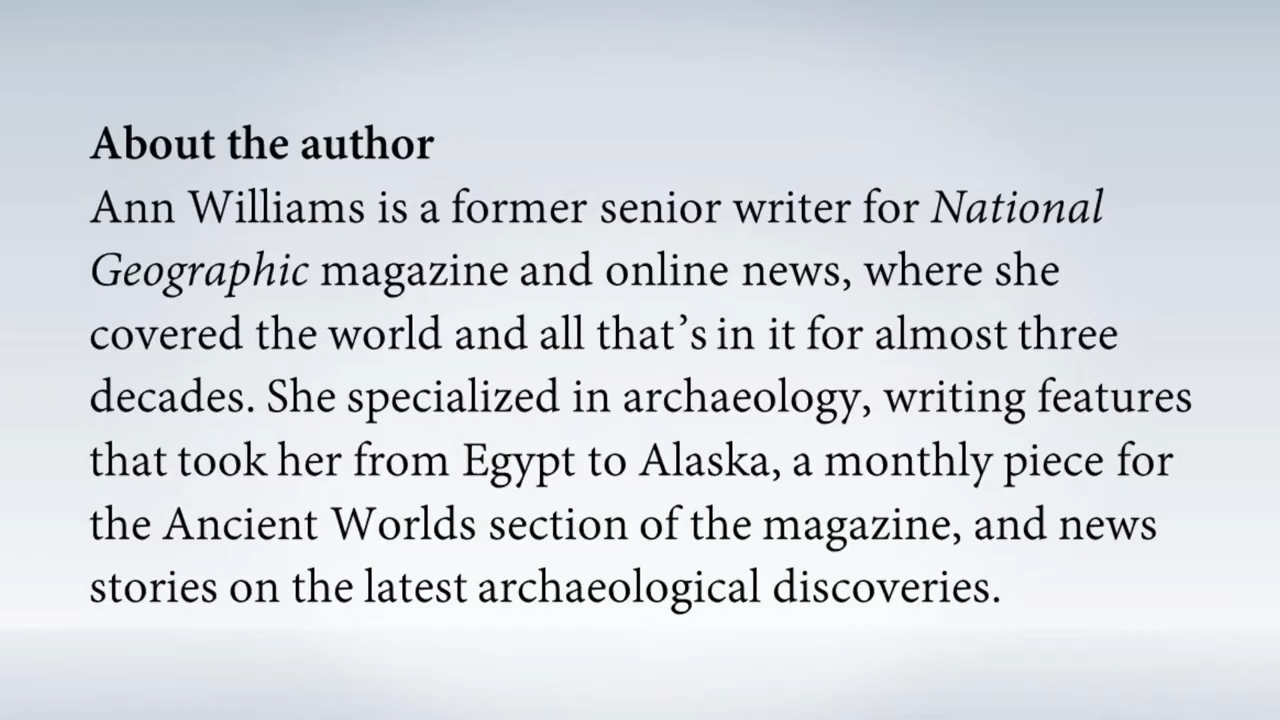 About the author
Ann Williams is a former senior writer for National
Geographic magazine and online news, where she
covered the world and all that’s in it for almost three
decades. She specialized in archaeology, writing features
that took her from Egypt to Alaska, a monthly piece for
the Ancient Worlds section of the magazine, and news
stories on the latest archaeological discoveries.